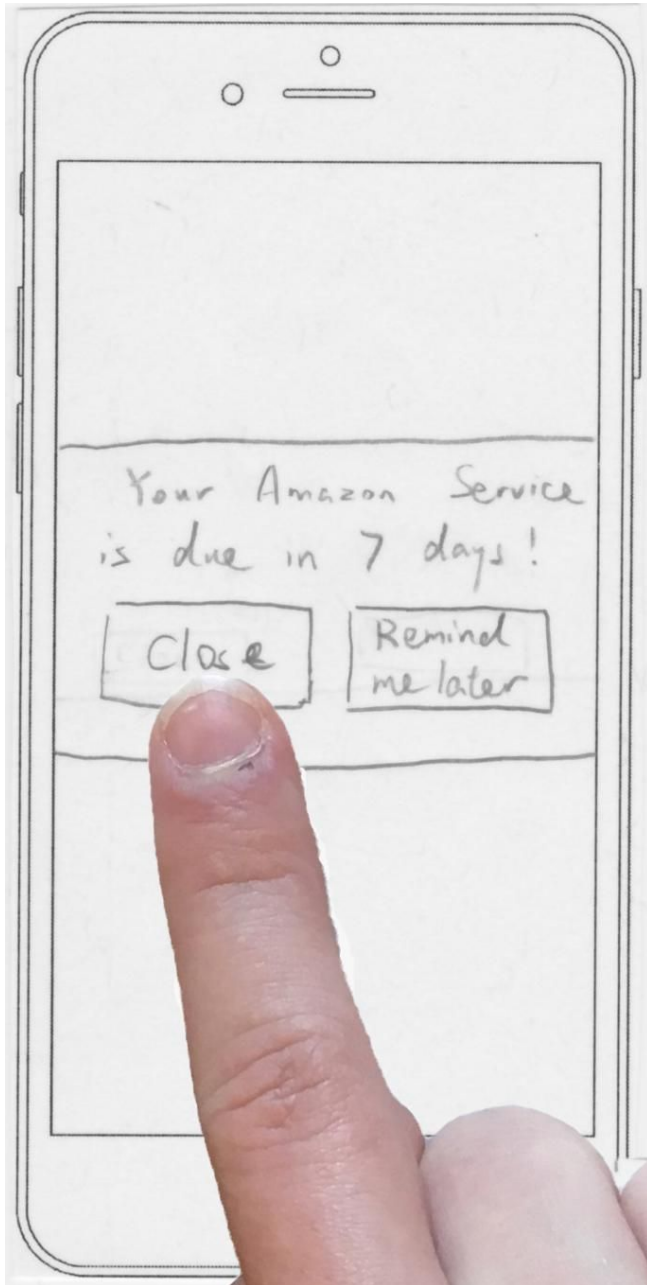 Your Amazon Service
is due in 7 days!
Close
Remind
me later